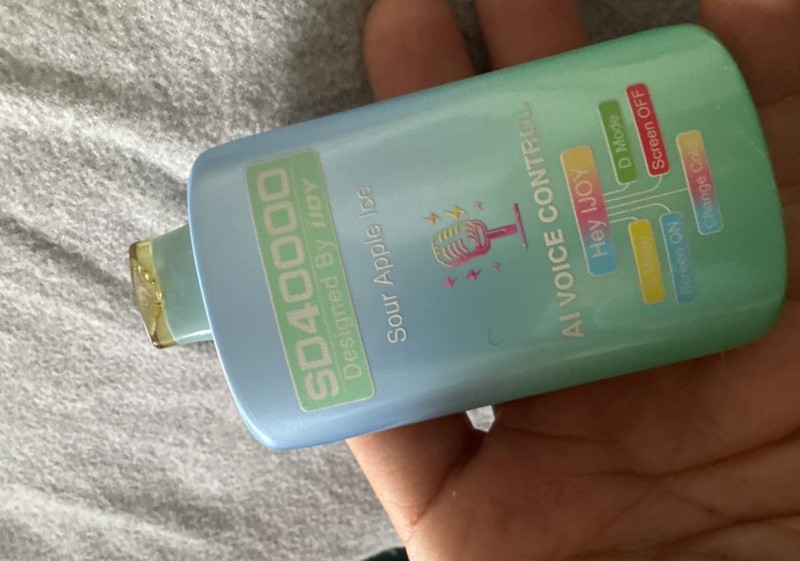 SD40000
Designed By IJOY
Sour Apple Ice
AI VOICE CONTROL
Hey IJOY
D Mode
Screen OFF
Screen ON
Change Color